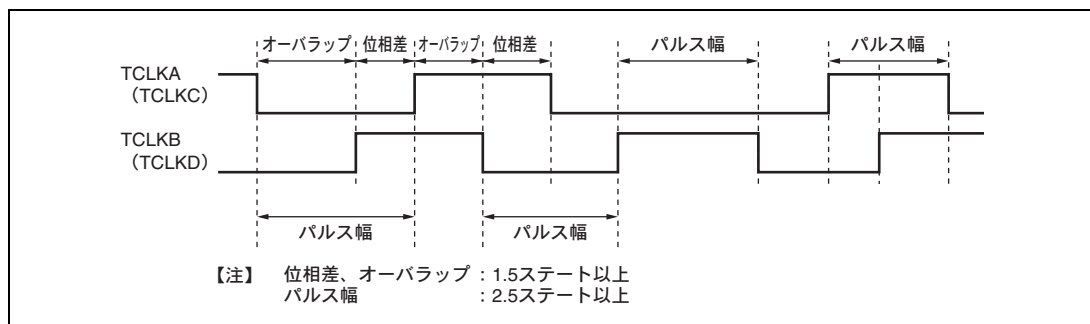 オーバラップ 位相差 オーバラップ 位相差 パルス幅 パルス幅
TCLKA
(TCLKC)
TCLKB
(TCLKD)
パルス幅 パルス幅
【注】 位相差、オーバラップ : 1.5ステート以上
パルス幅 : 2.5ステート以上